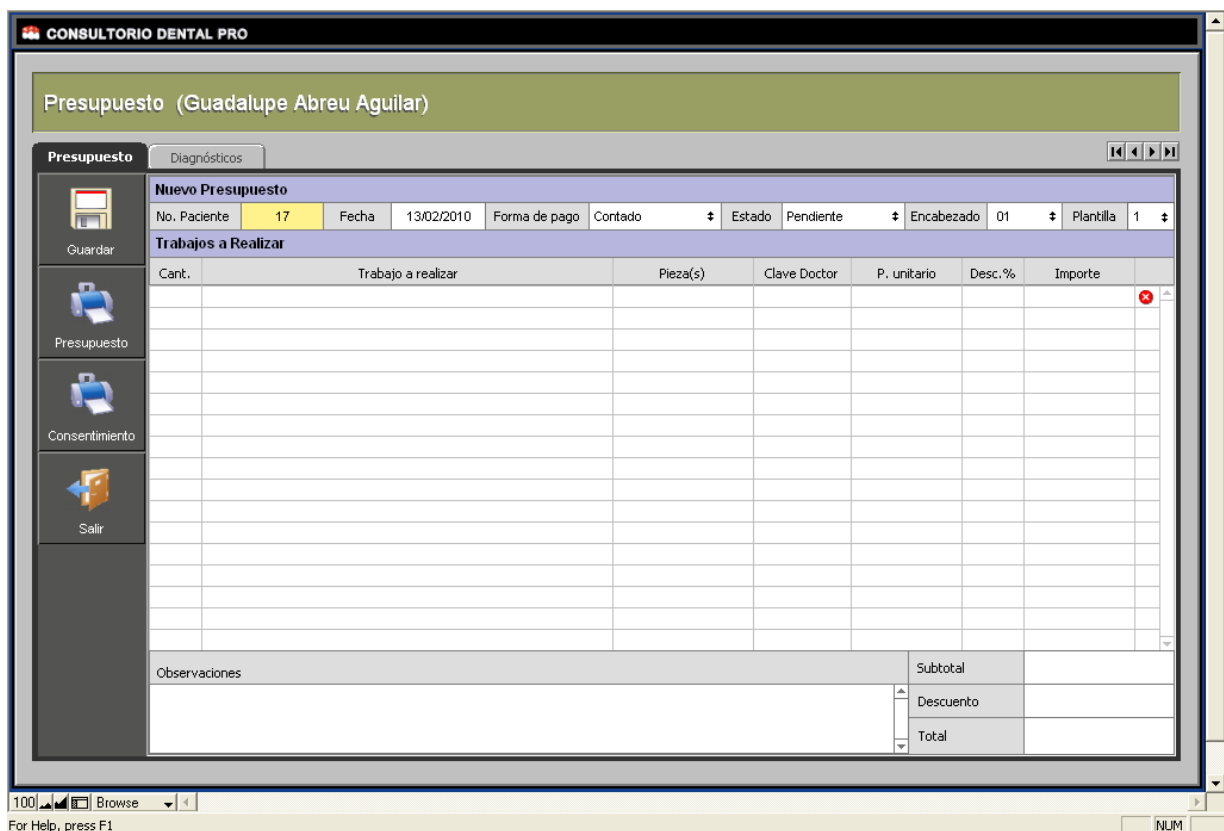 CONSULTORIO DENTAL PRO
Presupuesto (Guadalupe Abreu Aguilar)
Presupuesto Diagnósticos
Nuevo Presupuesto
No. Paciente 17 Fecha 13/02/2010 Forma de pago Contado Estado Pendiente Encabezado 01 Plantilla 1
Guardar
Trabajos a Realizar
Cant. Trabajo a realizar Pieza(s) Clave Doctor P. unitario Desc.% Importe
Presupuesto
Consentimiento
Salir
Observaciones
Subtotal
Descuento
Total
100 Browse
For Help, press F1 NUM